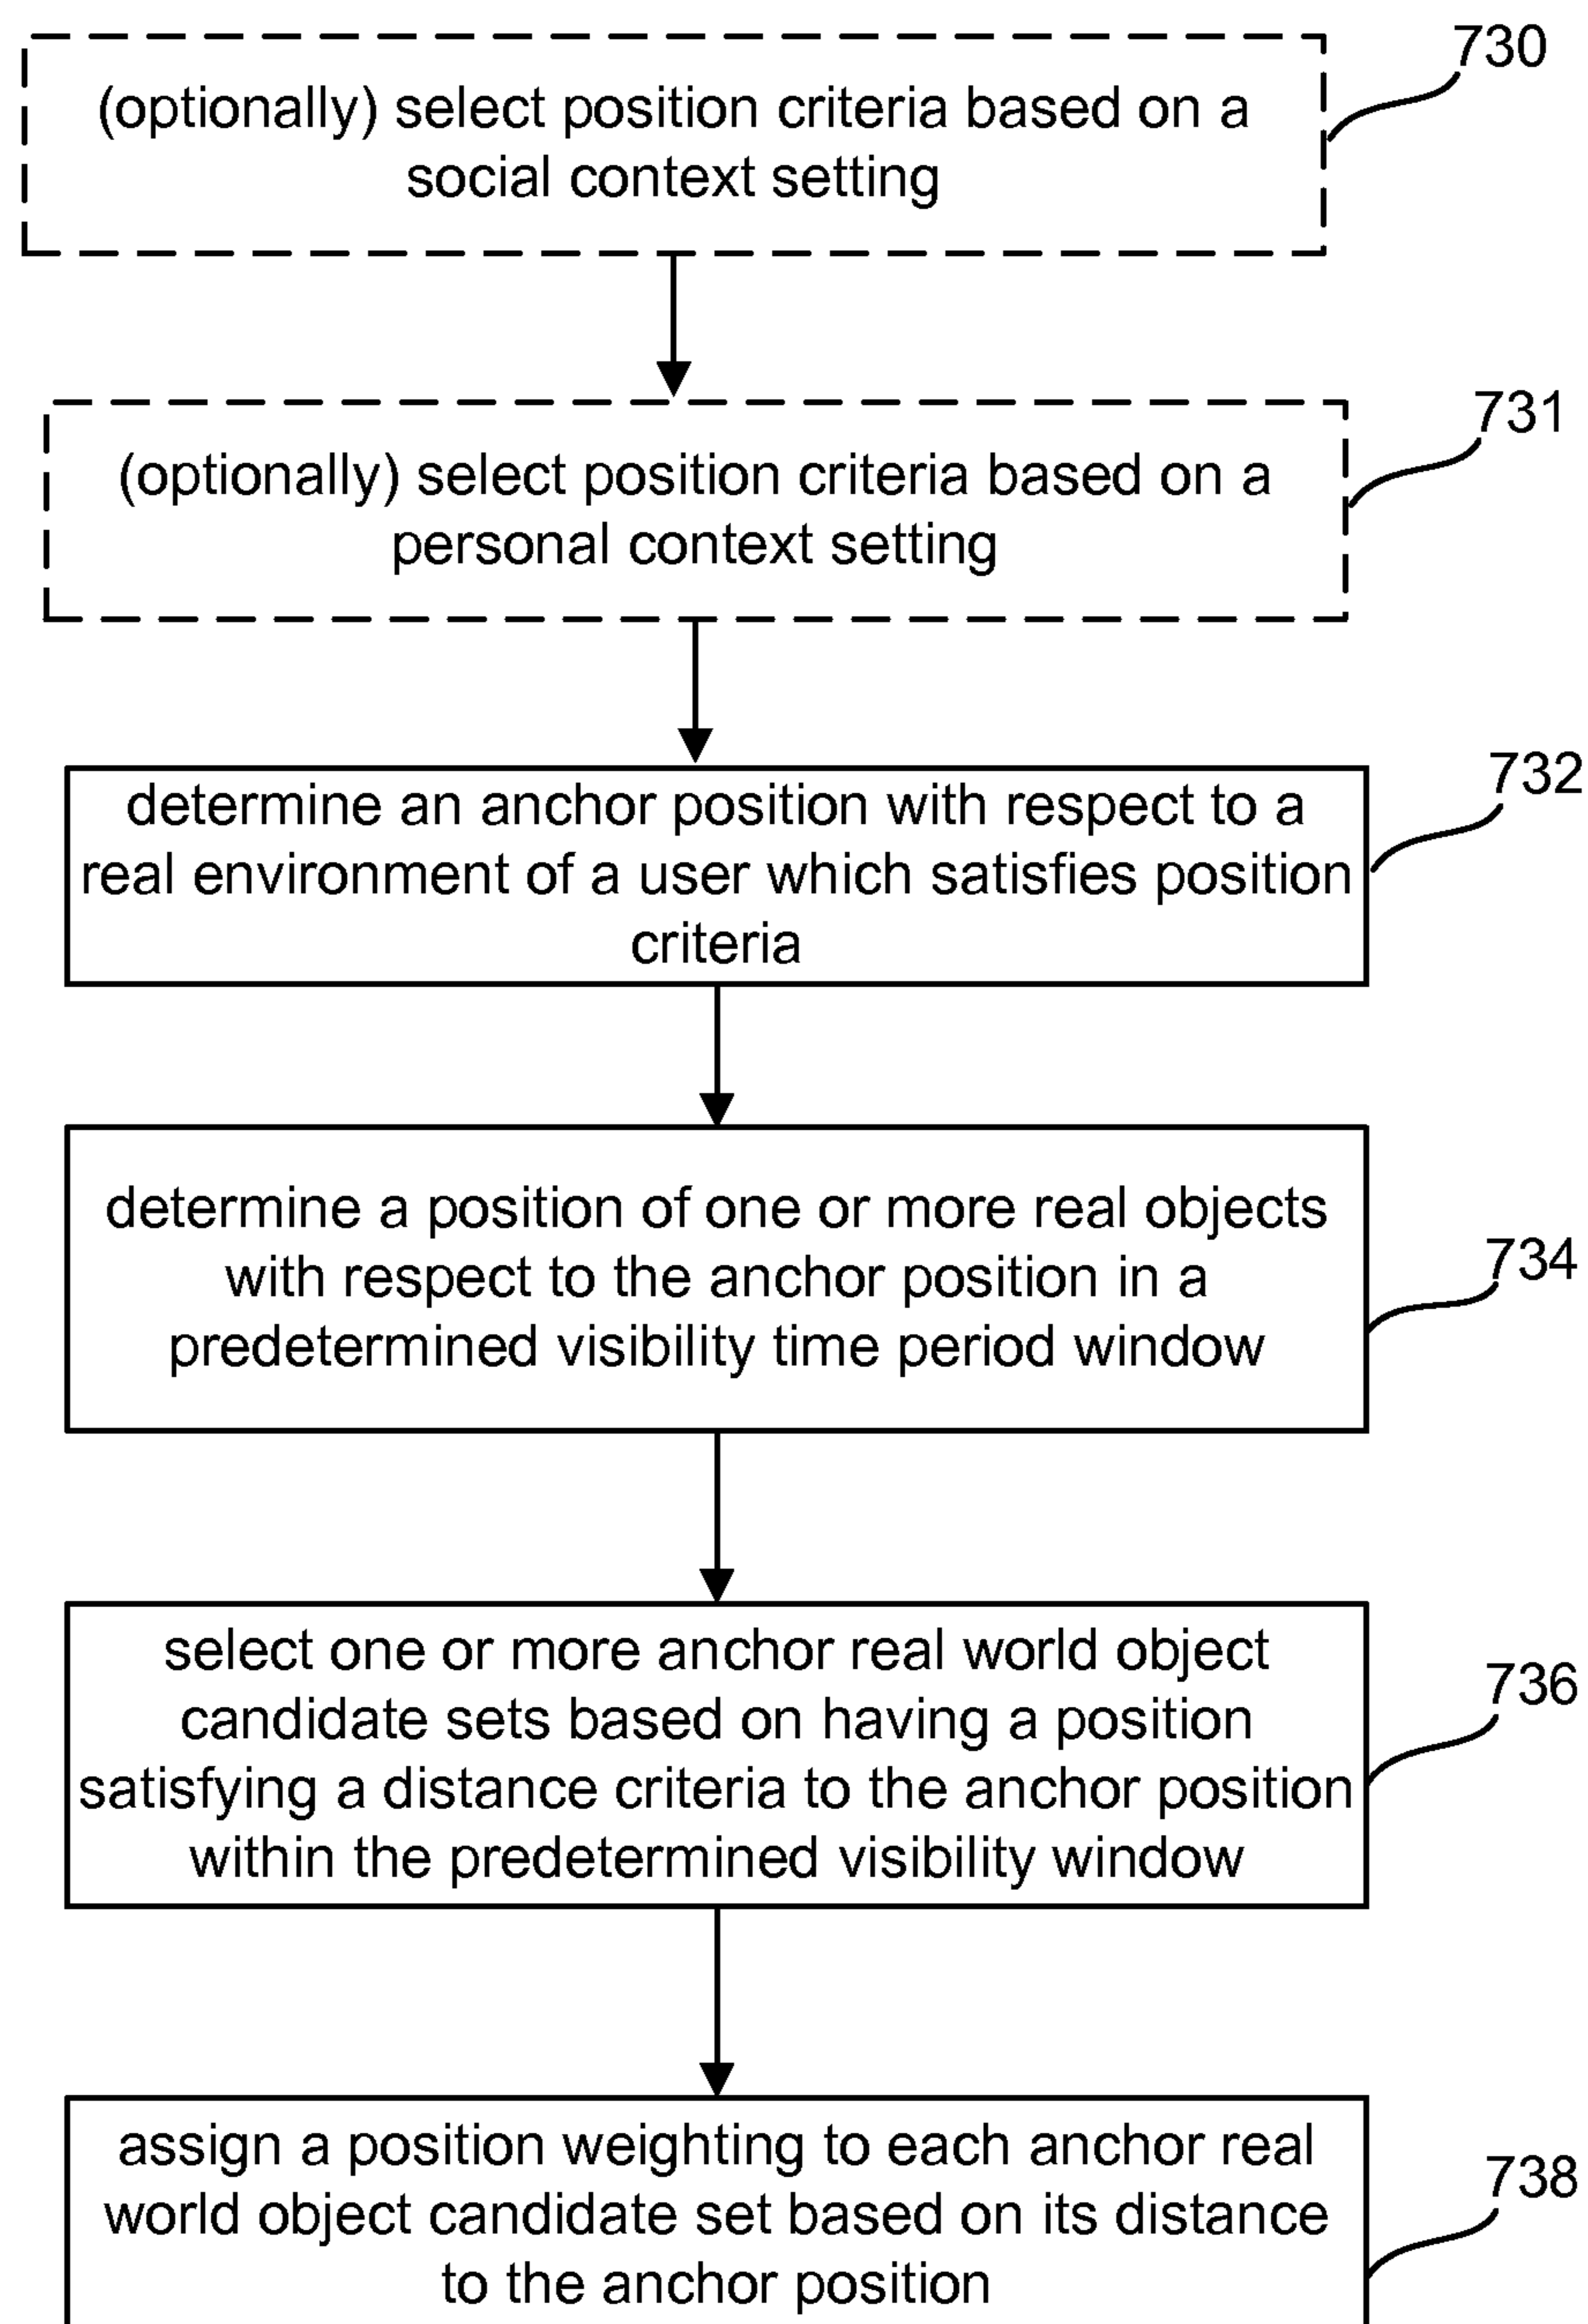 730
(optionally) select position criteria based on a
social context setting
731
(optionally) select position criteria based on a
personal context setting
732
determine an anchor position with respect to a
real environment of a user which satisfies position
criteria
determine a position of one or more real objects
with respect to the anchor position in a
predetermined visibility time period window
734
select one or more anchor real world object
candidate sets based on having a position
satisfying a distance criteria to the anchor position
within the predetermined visibility window
736
assign a position weighting to each anchor real
world object candidate set based on its distance
to the anchor position
738